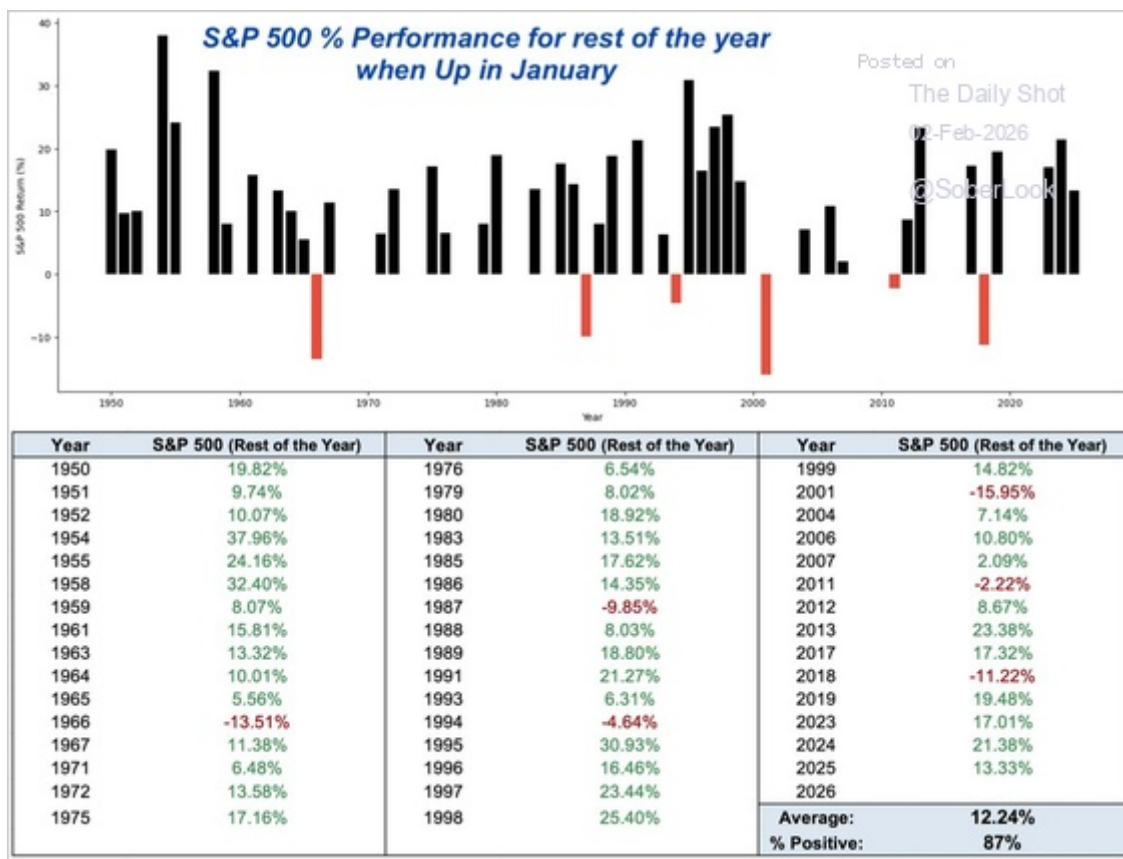 S&P 500 % Performance for rest of the year
when Up in January
Posted on
The Daily Shot
02-Feb-2026
@SoberLook
S&P 500 Return (%)
40
30
20
10
0
−10
1950
1960
1970
1980
1990
2000
2010
2020
Year
Year S&P 500 (Rest of the Year) Year S&P 500 (Rest of the Year) Year S&P 500 (Rest of the Year)
1950 19.82% 1976 6.54% 1999 14.82%
1951 9.74% 1979 8.02% 2001 -15.95%
1952 10.07% 1980 18.92% 2004 7.14%
1954 37.96% 1983 13.51% 2006 10.80%
1955 24.16% 1985 17.62% 2007 2.09%
1958 32.40% 1986 14.35% 2011 -2.22%
1959 8.07% 1987 -9.85% 2012 8.67%
1961 15.81% 1988 8.03% 2013 23.38%
1963 13.32% 1989 18.80% 2017 17.32%
1964 10.01% 1991 21.27% 2018 -11.22%
1965 5.56% 1993 6.31% 2019 19.48%
1966 -13.51% 1994 -4.64% 2023 17.01%
1967 11.38% 1995 30.93% 2024 21.38%
1971 6.48% 1996 16.46% 2025 13.33%
1972 13.58% 1997 23.44% 2026
1975 17.16% 1998 25.40% Average: 12.24%
% Positive: 87%